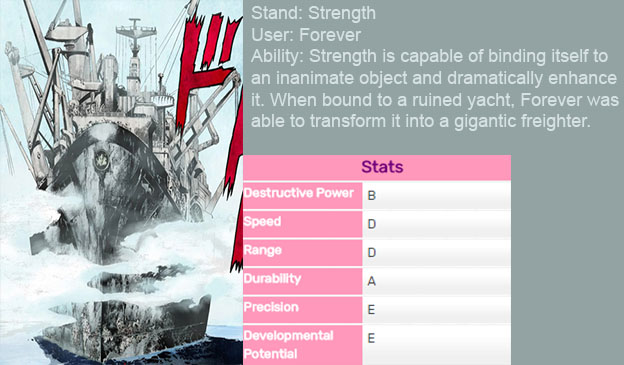 Stand: Strength
User: Forever
Ability: Strength is capable of binding itself to
an inanimate object and dramatically enhance
it. When bound to a ruined yacht, Forever was
able to transform it into a gigantic freighter.
Stats
Destructive Power B
Speed D
Range D
Durability A
Precision E
Developmental E
Potential